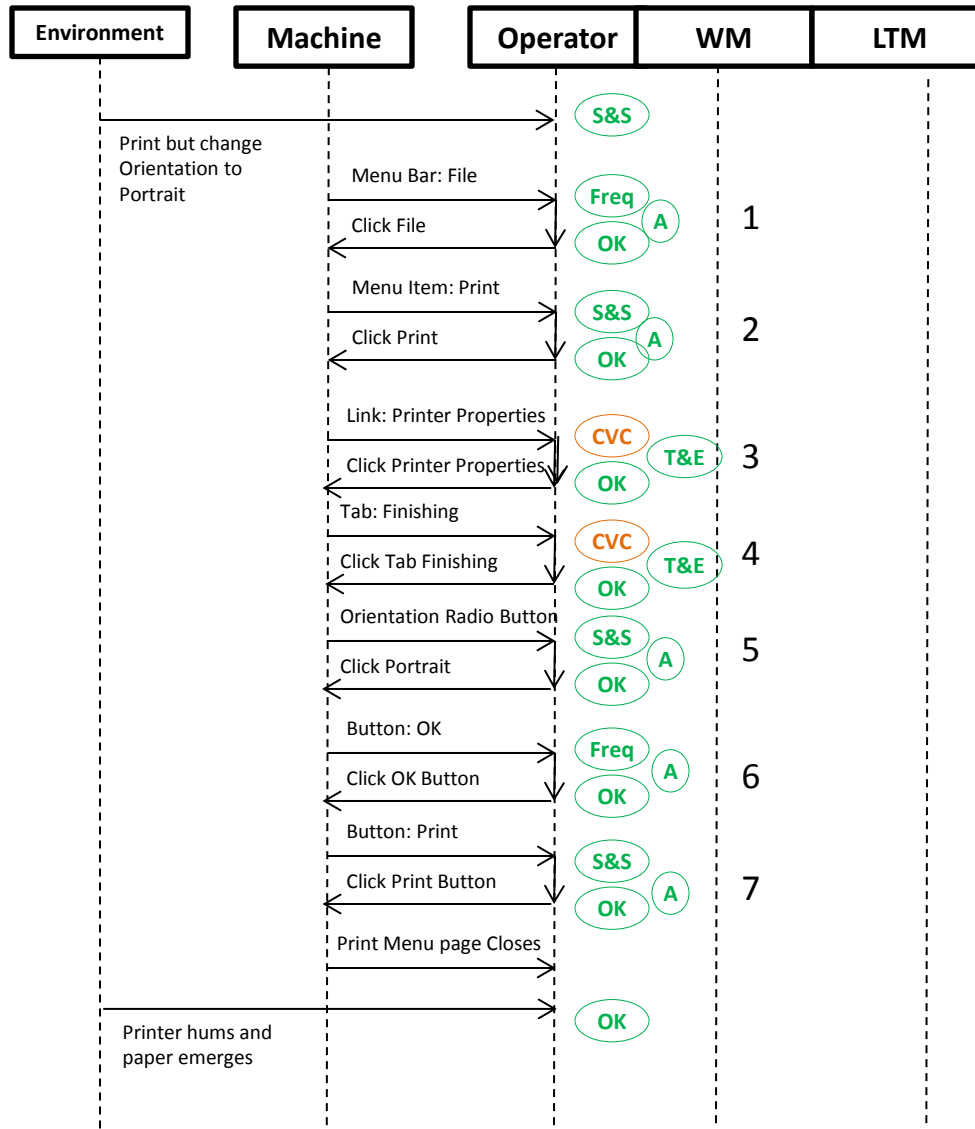 Environment
Machine
Operator
WM
LTM
S&S
Print but change
Orientation to
Portrait
Menu Bar: File
Freq
A
1
Click File
OK
Menu Item: Print
S&S
A
2
Click Print
OK
Link: Printer Properties
CVC
T&E
3
Click Printer Properties
OK
Tab: Finishing
CVC
T&E
4
Click Tab Finishing
OK
Orientation Radio Button
S&S
A
5
Click Portrait
OK
Button: OK
Freq
A
6
Click OK Button
OK
Button: Print
S&S
A
7
Click Print Button
OK
Print Menu page Closes
OK
Printer hums and
paper emerges